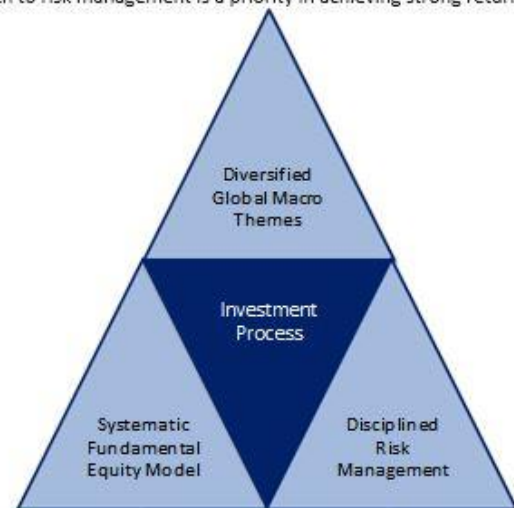 to risk management is a priority in achieving strong
Diversified
Global Macro
Themes
Investment
Process
Systematic
Fundamental
Equity Model
Disciplined
Risk
Management